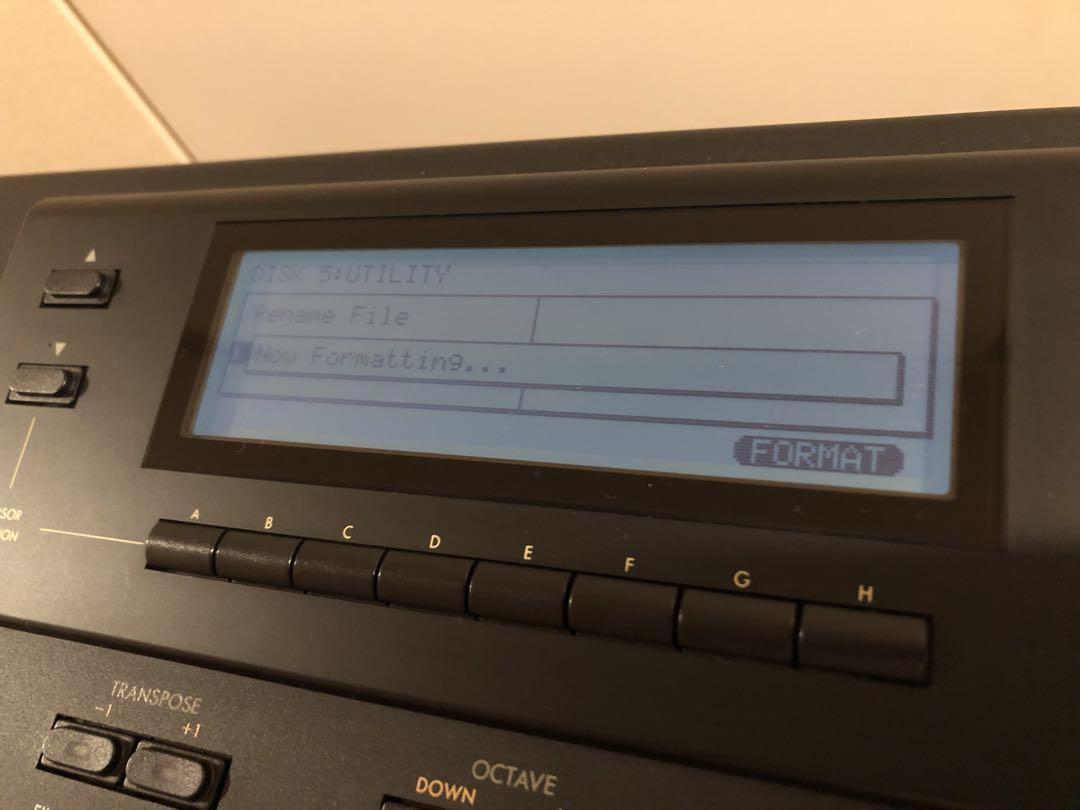 DISK 5:UTILITY
Rename File
Now Formatting...
FORMAT
A B C D E F G H
TRANSPOSE
-1 +1
OCTAVE
DOWN